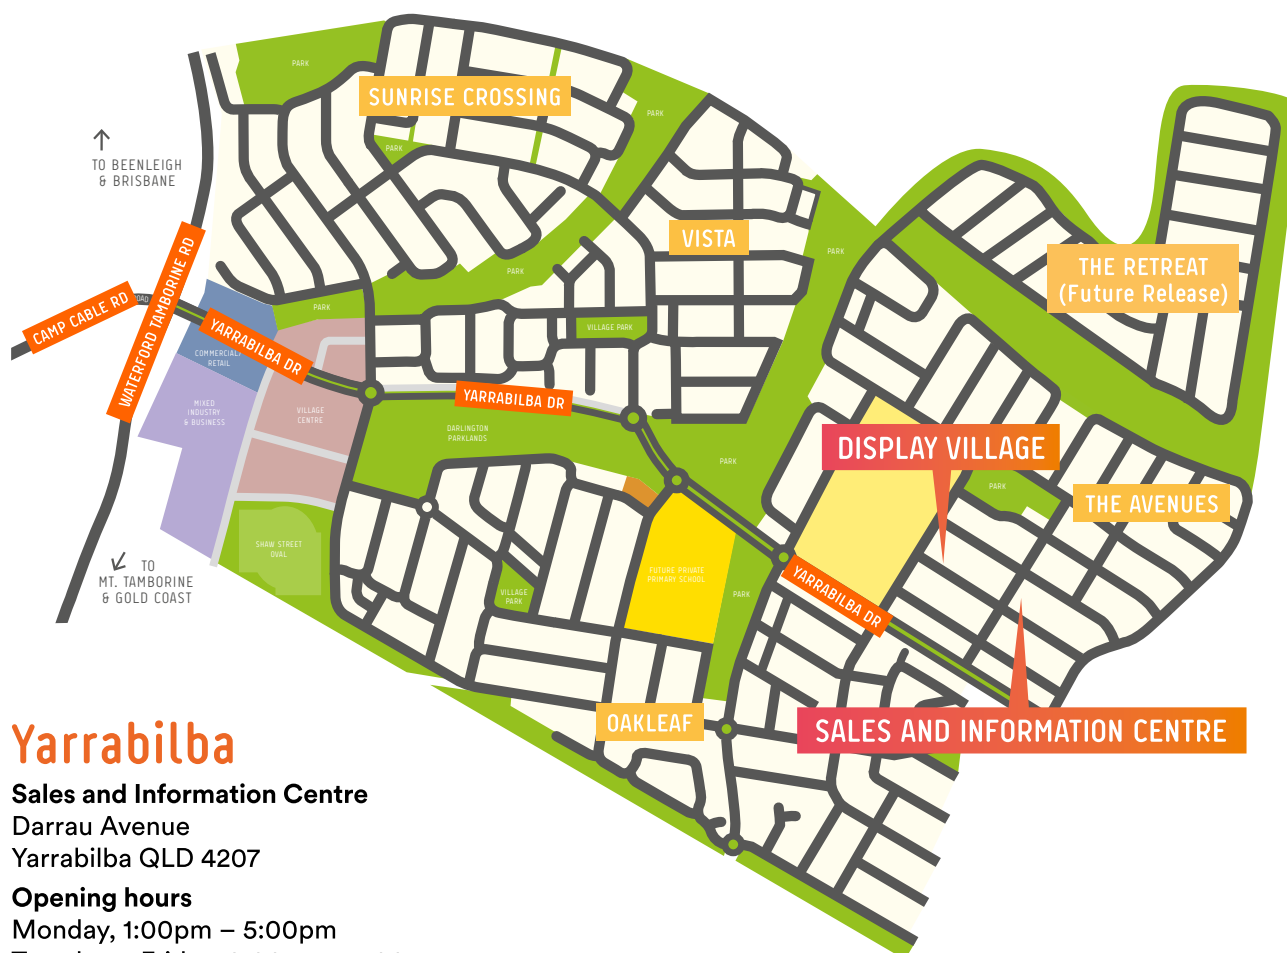 PARK
SUNRISE CROSSING
PARK
PARK
TO BEENLEIGH
& BRISBANE
VISTA
PARK
THE RETREAT
(Future Release)
PARK
CAMP CABLE RD
WATERFORD TAMBORINE RD
PARK
YARRABILBA DR
VILLAGE PARK
COMMERCIAL/
RETAIL
YARRABILBA DR
MIXED
INDUSTRY
& BUSINESS
VILLAGE
CENTRE
DARLINGTON
PARKLANDS
DISPLAY VILLAGE
PARK
PARK
THE AVENUES
SHAW STREET
OVAL
TO
MT. TAMBORINE
& GOLD COAST
FUTURE PRIVATE
PRIMARY SCHOOL
VILLAGE
PARK
PARK
YARRABILBA DR
OAKLEAF
SALES AND INFORMATION CENTRE
Yarrabilba
Sales and Information Centre
Darrau Avenue
Yarrabilba QLD 4207
Opening hours
Monday, 1:00pm – 5:00pm